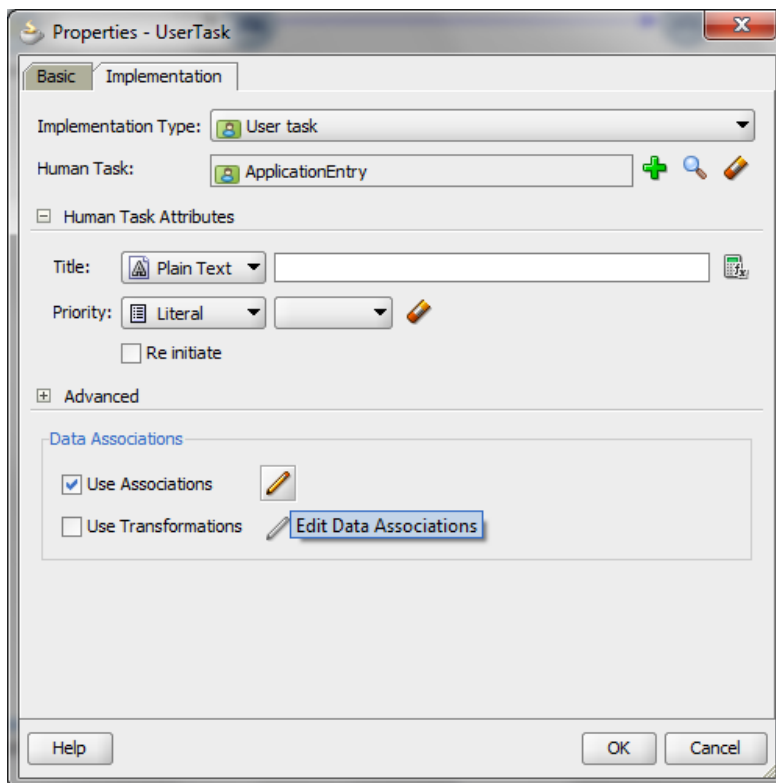 Properties - UserTask
Basic Implementation
Implementation Type: User task
Human Task: ApplicationEntry
Human Task Attributes
Title: Plain Text
Priority: Literal
Re initiate
Advanced
Data Associations
Use Associations
Use Transformations Edit Data Associations
Help OK Cancel